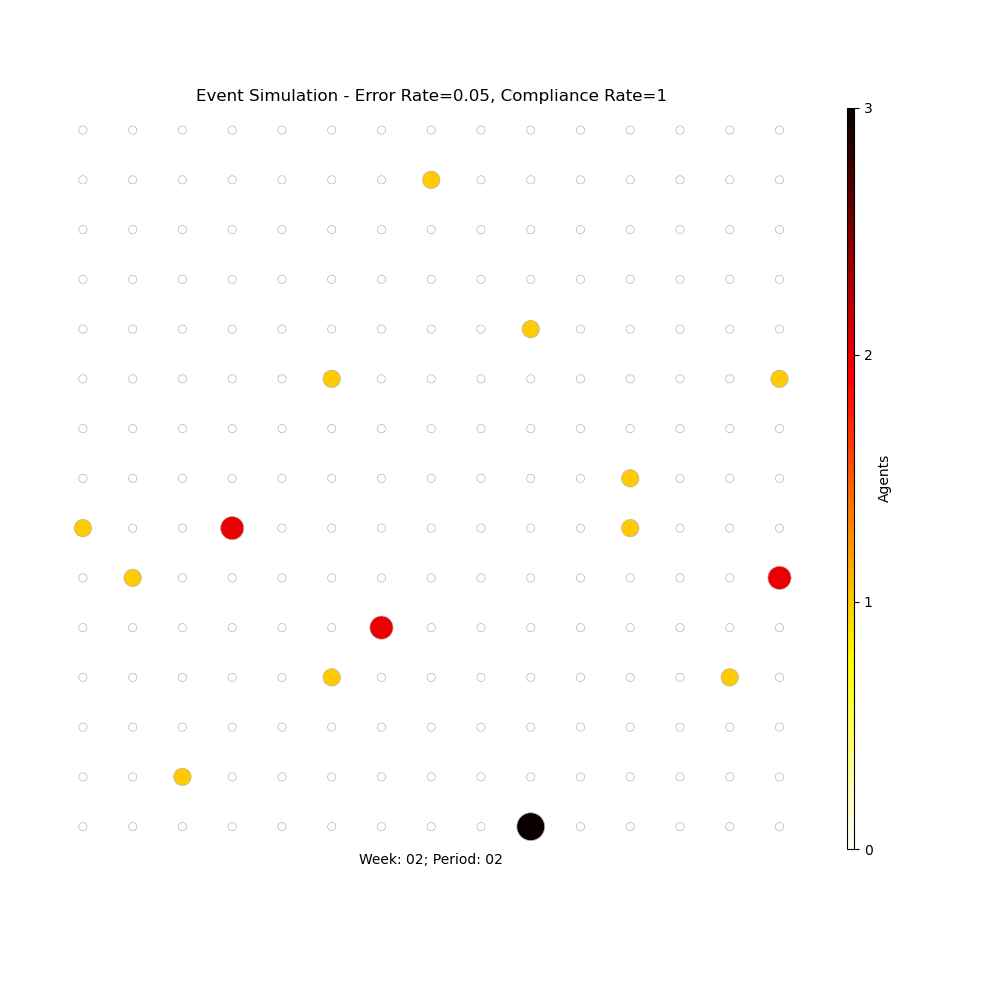 Event Simulation - Error Rate=0.05, Compliance Rate=1
3
2
Agents
1
0
Week: 02; Period: 02